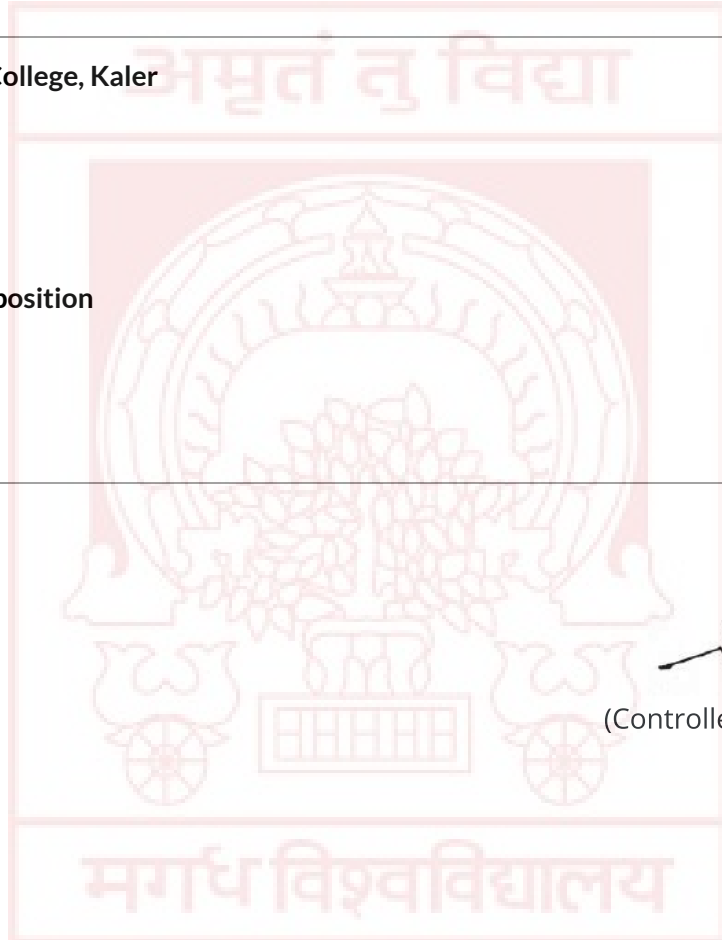 अमृतं तु विद्या
College, Kaler
position
(Controlle
मगध विश्वविद्यालय